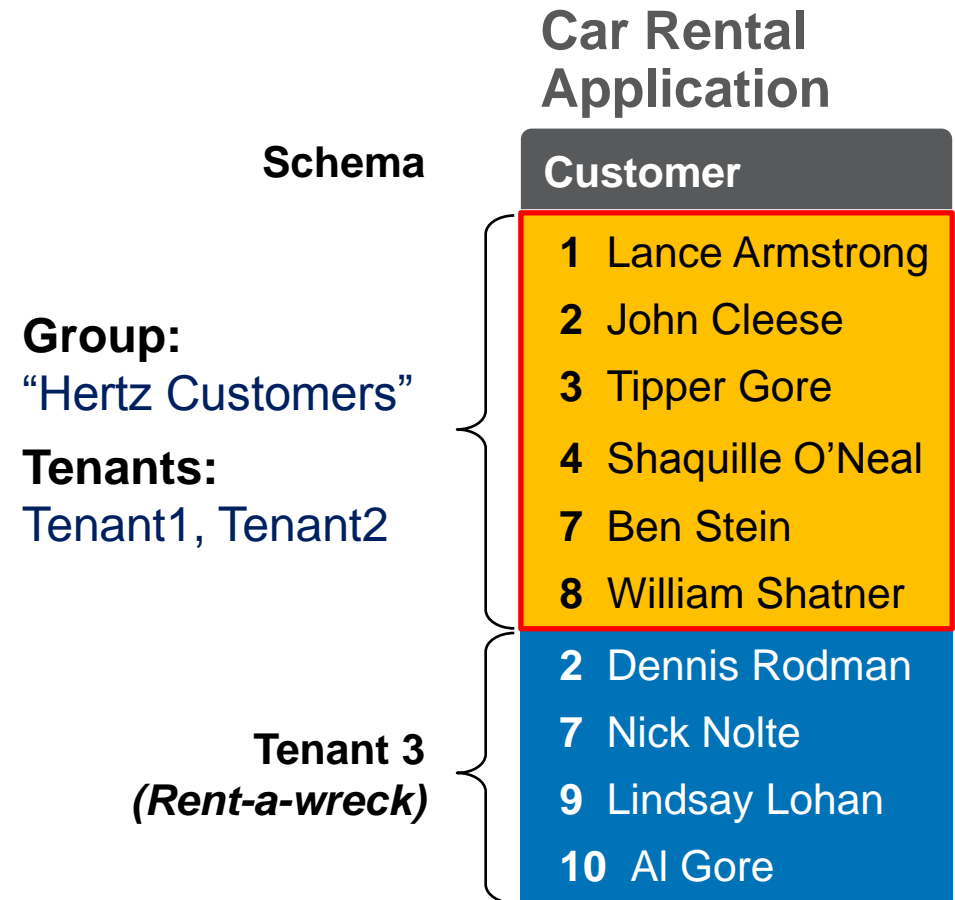 Car Rental
Application
Schema
Customer
Group:
“Hertz Customers”
Tenants:
Tenant1, Tenant2
1 Lance Armstrong
2 John Cleese
3 Tipper Gore
4 Shaquille O’Neal
7 Ben Stein
8 William Shatner
Tenant 3
(Rent-a-wreck)
2 Dennis Rodman
7 Nick Nolte
9 Lindsay Lohan
10 Al Gore